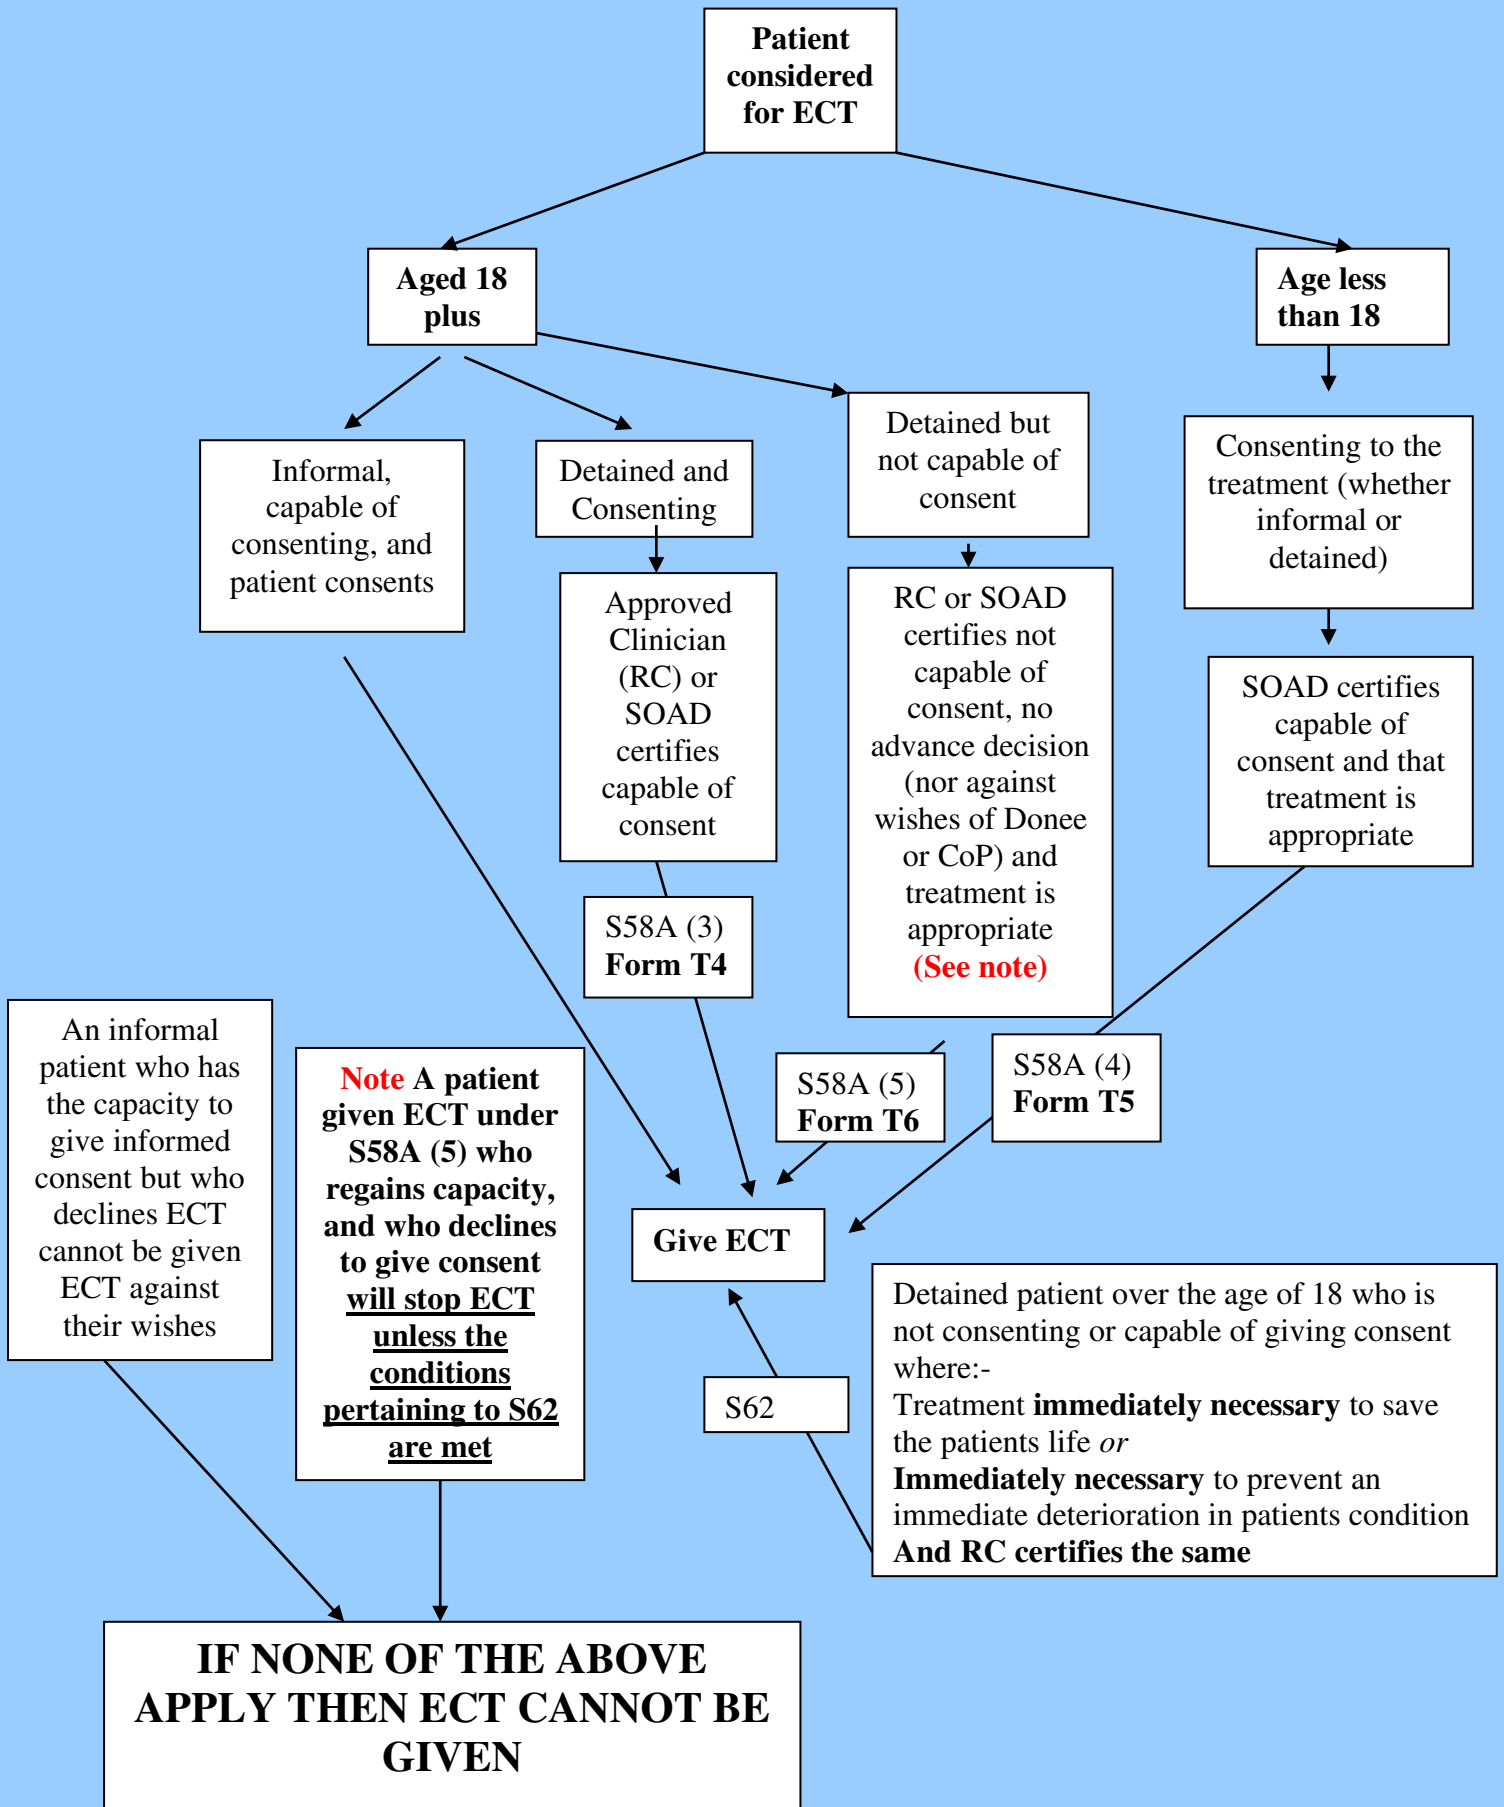 Patient
considered
for ECT
Aged 18
plus
Age less
than 18
Informal,
capable of
consenting, and
patient consents
Detained and
Consenting
Detained but
not capable of
consent
Consenting to the
treatment (whether
informal or
detained)
Approved
Clinician
(RC) or
SOAD
certifies
capable of
consent
RC or SOAD
certifies not
capable of
consent, no
advance decision
(nor against
wishes of Donee
or CoP) and
treatment is
appropriate
(See note)
SOAD certifies
capable of
consent and that
treatment is
appropriate
S58A (3)
Form T4
An informal
patient who has
the capacity to
give informed
consent but who
declines ECT
cannot be given
ECT against
their wishes
Note A patient
given ECT under
S58A (5) who
regains capacity,
and who declines
to give consent
will stop ECT
unless the
conditions
pertaining to S62
are met
S58A (5)
Form T6
S58A (4)
Form T5
Give ECT
S62
Detained patient over the age of 18 who is
not consenting or capable of giving consent
where:-
Treatment immediately necessary to save
the patients life or
Immediately necessary to prevent an
immediate deterioration in patients condition
And RC certifies the same
IF NONE OF THE ABOVE
APPLY THEN ECT CANNOT BE
GIVEN